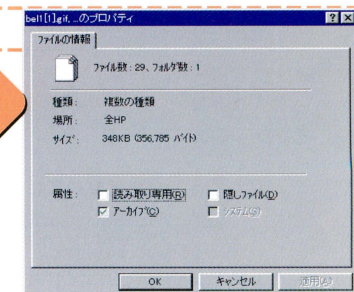 bel1[1].gif, ...のプロパティ
ファイルの情報
ファイル数 : 29、フォルダ数 : 1
種類: 複数の種類
場所: 全HP
サイズ: 348KB (356,785 バイト)
属性: 読み取り専用(R) 隠しファイル(D)
アーカイブ(C) システム(S)
OK キャンセル 適用(A)